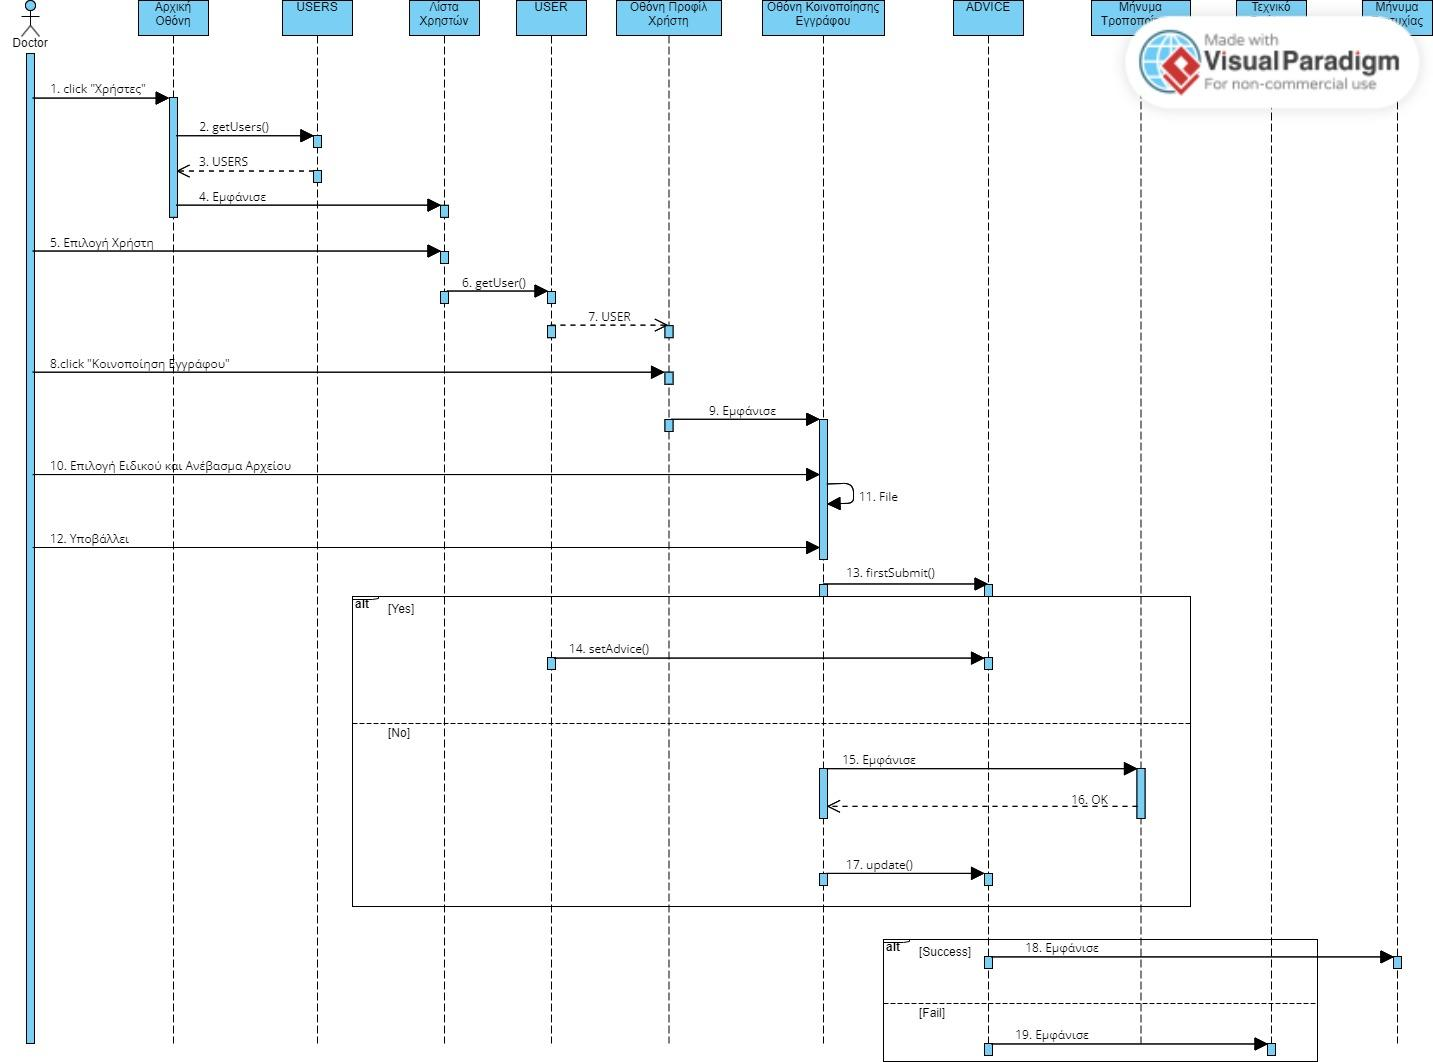 Doctor
Αρχική
Οθόνη
USERS
Λίστα
Χρηστών
USER
Οθόνη Προφίλ
Χρήστη
Οθόνη Κοινοποίησης
Εγγράφου
ADVICE
Μήνυμα
Τεχνικό
Μήνυμα
Made with
Visual Paradigm
For non-commercial use
1. click "Χρήστες"
2. getUsers()
3. USERS
4. Εμφάνισε
5. Επιλογή Χρήστη
6. getUser()
7. USER
8.click "Κοινοποίηση Εγγράφου"
9. Εμφάνισε
10. Επιλογή Ειδικού και Ανέβασμα Αρχείου
11. File
12. Υποβάλλει
13. firstSubmit()
alt
[Yes]
14. setAdvice()
[No]
15. Εμφάνισε
16. OK
17. update()
alt
[Success]
18. Εμφάνισε
[Fail]
19. Εμφάνισε